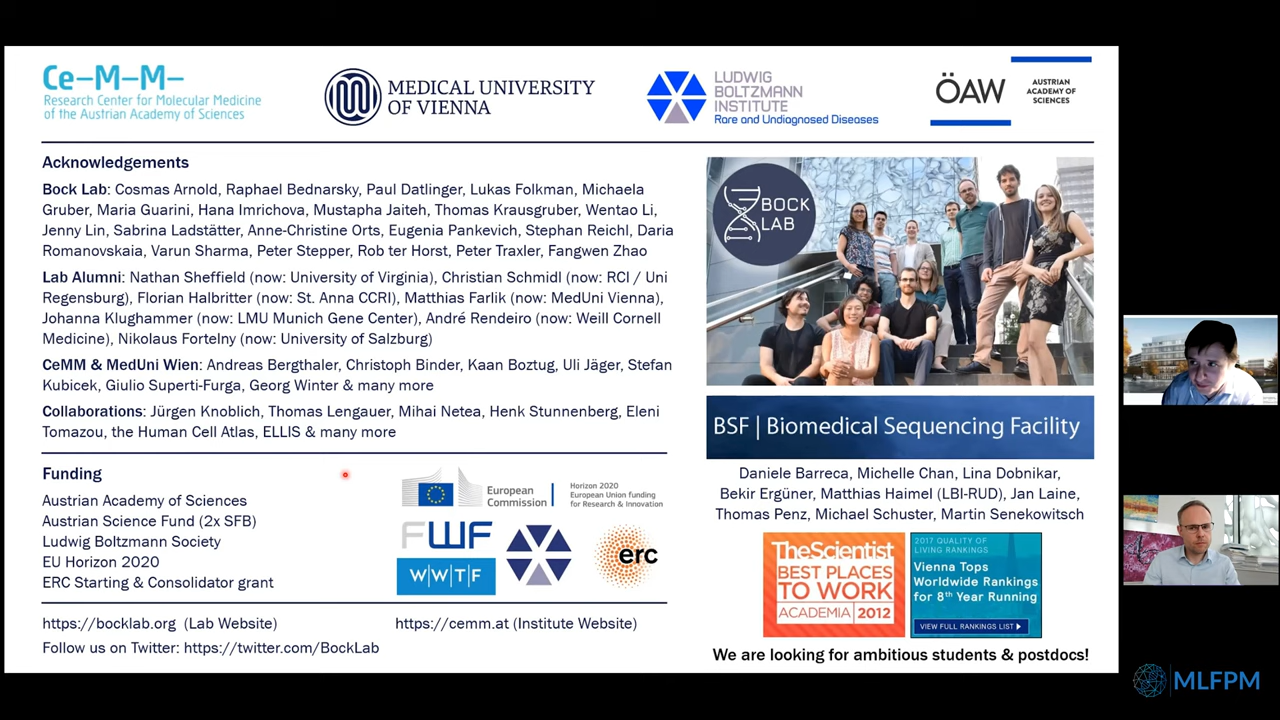 Ce–M–M–
Research Center for Molecular Medicine
of the Austrian Academy of Sciences
MEDICAL UNIVERSITY
OF VIENNA
LUDWIG
BOLTZMANN
INSTITUTE
Rare and Undiagnosed Diseases
ÖAW
AUSTRIAN
ACADEMY OF
SCIENCES
Acknowledgements
Bock Lab: Cosmas Arnold, Raphael Bednarsky, Paul Datlinger, Lukas Folkman, Michaela
Gruber, Maria Guarini, Hana Imrichova, Mustapha Jaiteh, Thomas Krausgruber, Wentao Li,
Jenny Lin, Sabrina Ladstätter, Anne-Christine Orts, Eugenia Pankevich, Stephan Reichl, Daria
Romanovskaia, Varun Sharma, Peter Stepper, Rob ter Horst, Peter Traxler, Fangwen Zhao
Lab Alumni: Nathan Sheffield (now: University of Virginia), Christian Schmidl (now: RCI / Uni
Regensburg), Florian Halbritter (now: St. Anna CCRI), Matthias Farlik (now: MedUni Vienna),
Johanna Klughammer (now: LMU Munich Gene Center), André Rendeiro (now: Weill Cornell
Medicine), Nikolaus Fortelny (now: University of Salzburg)
CeMM & MedUni Wien: Andreas Bergthaler, Christoph Binder, Kaan Boztug, Uli Jäger, Stefan
Kubicek, Giulio Superti-Furga, Georg Winter & many more
Collaborations: Jürgen Knoblich, Thomas Lengauer, Mihai Netea, Henk Stunnenberg, Eleni
Tomazou, the Human Cell Atlas, ELLIS & many more
Funding
Austrian Academy of Sciences
Austrian Science Fund (2x SFB)
Ludwig Boltzmann Society
EU Horizon 2020
ERC Starting & Consolidator grant
European
Commission
Horizon 2020
European Union funding
for Research & Innovation
FWF
WWTF
erc
https://bocklab.org (Lab Website)
https://cemm.at (Institute Website)
Follow us on Twitter: https://twitter.com/BockLab
BOCK
LAB
BSF | Biomedical Sequencing Facility
Daniele Barreca, Michelle Chan, Lina Dobnikar,
Bekir Ergüner, Matthias Haimel (LBI-RUD), Jan Laine,
Thomas Penz, Michael Schuster, Martin Senekowitsch
TheScientist
BEST PLACES
TO WORK
ACADEMIA 2012
2017 QUALITY OF
LIVING RANKINGS
Vienna Tops
Worldwide Rankings
for 8th Year Running
VIEW FULL RANKINGS LIST
We are looking for ambitious students & postdocs!
MLFPM